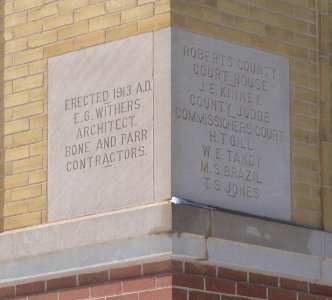 ERECTED 1913 A.D.
E.G. WITHERS
ARCHITECT.
BONE AND PARR
CONTRACTORS.
ROBERTS COUNTY
COURT HOUSE
J.E KINNEY
COUNTY JUDGE
COMMISSIONERS-COURT
H.T. GILL
W.E TANDY
M.S. BRAZIL
T.S. JONES